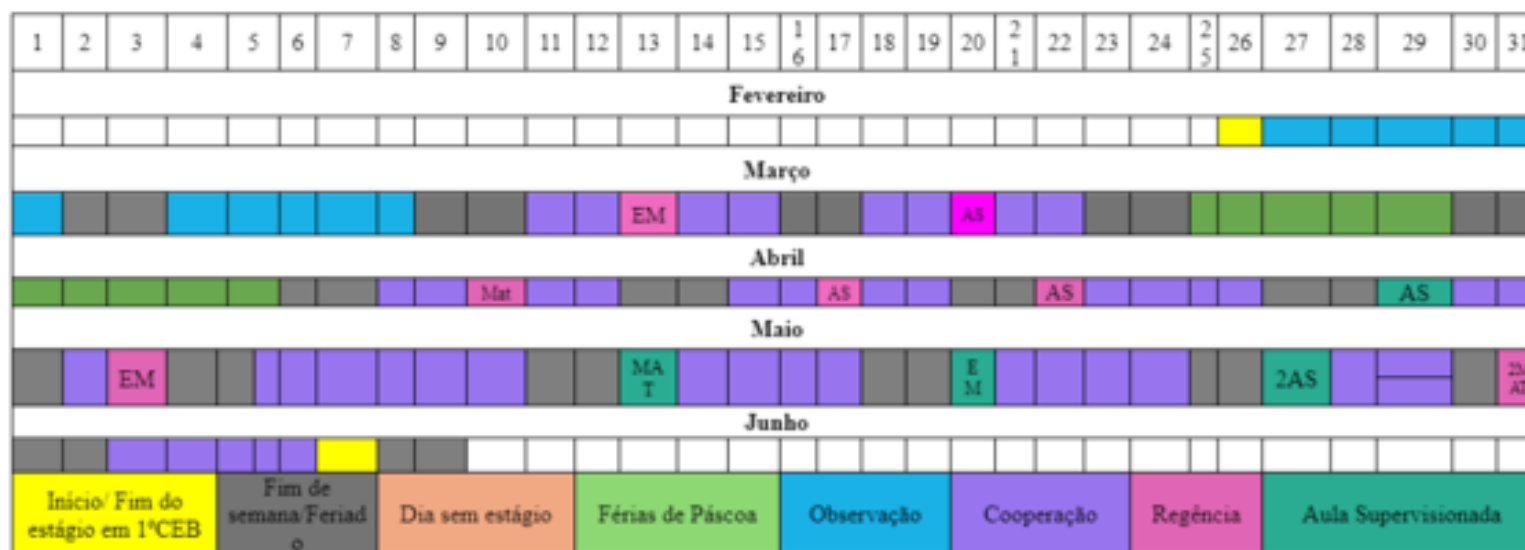 1 2 3 4 5 6 7 8 9 10 11 12 13 14 15 16 17 18 19 20 21 22 23 24 25 26 27 28 29 30 31
Fevereiro
Março
EM AS
Abril
Mat AS AS AS
Maio
EM MAT EM 2AS 2MAT
Junho
Início/ Fim do
estágio em 1ºCEB
Fim de
semana/Feriad
o
Dia sem estágio
Férias de Páscoa
Observação
Cooperação
Regência
Aula Supervisionada